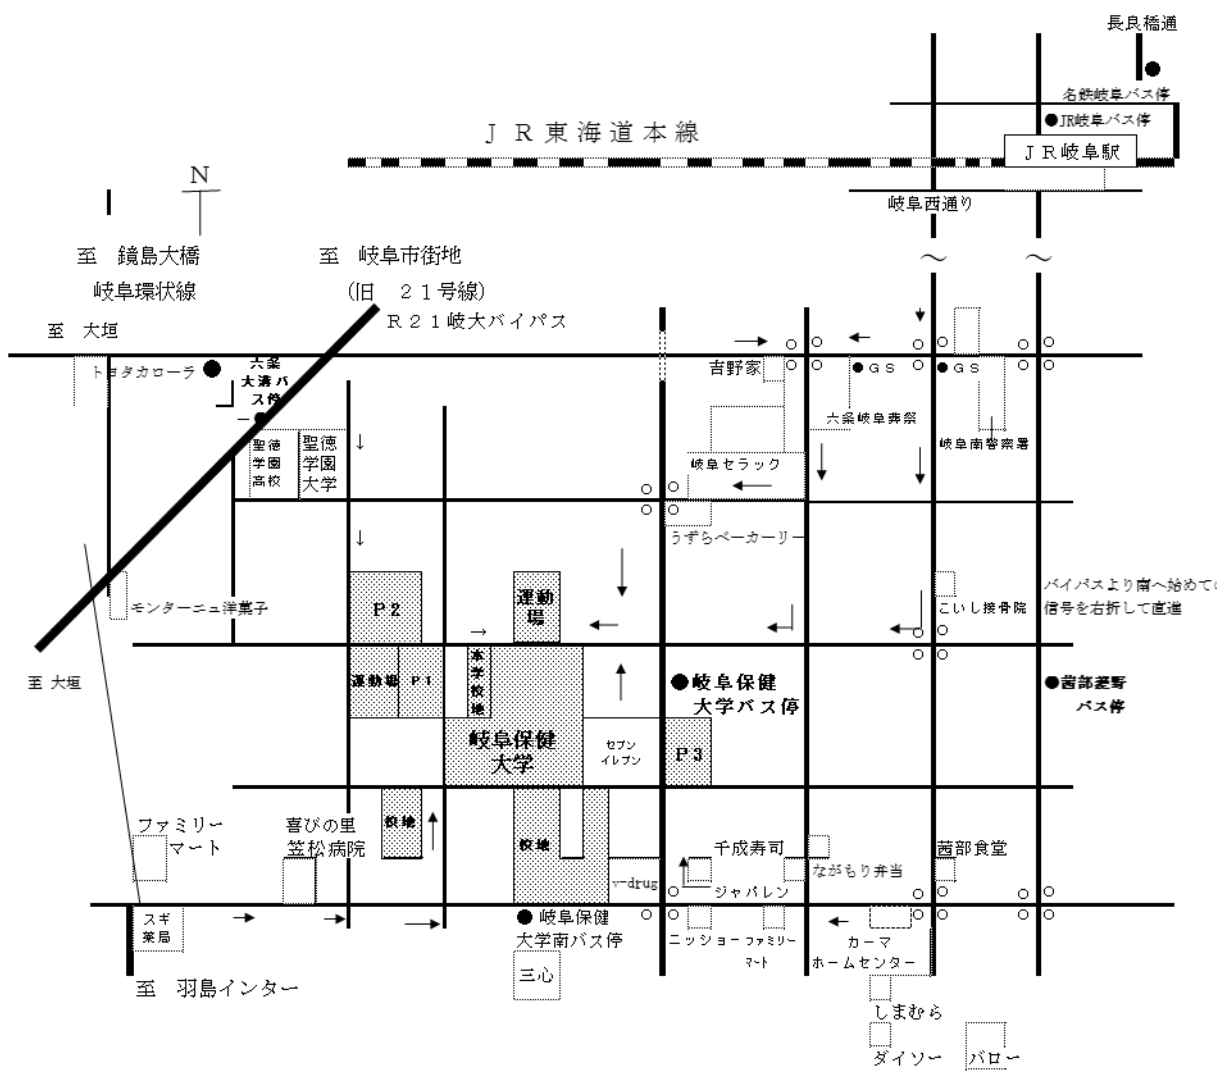 長良橋通
名鉄岐阜バス停
●JR岐阜バス停
ＪＲ東海道本線
ＪＲ岐阜駅
N
岐阜西通り
至　鏡島大橋
岐阜環状線
至　岐阜市街地
(旧　２１号線)
Ｒ２１岐大バイパス
至　大垣
トヨタカローラ
六条
大溝バ
ス停
吉野家
●ＧＳ
●ＧＳ
六条岐阜葬祭
岐阜南警察署
聖徳
学園
高校
聖徳
学園
大学
岐阜セラック
うずらベーカーリー
モンターニュ洋菓子
P2
運動
場
こいし接骨院
バイパスより南へ始めての
信号を右折して直進
至 大垣
運動場
P1
本
学
校
地
●岐阜保健
大学バス停
●茜部菱野
バス停
岐阜保健
大学
セブン
イレブン
P3
ファミリー
マート
喜びの里
笠松病院
校地
校地
千成寿司
ながもり弁当
茜部食堂
v-drug
ジャパレン
スギ
薬局
●岐阜保健
大学南バス停
ニッショー
ファミリー
マート
カーマ
ホームセンター
三心
至　羽島インター
しまむら
ダイソー
バロー